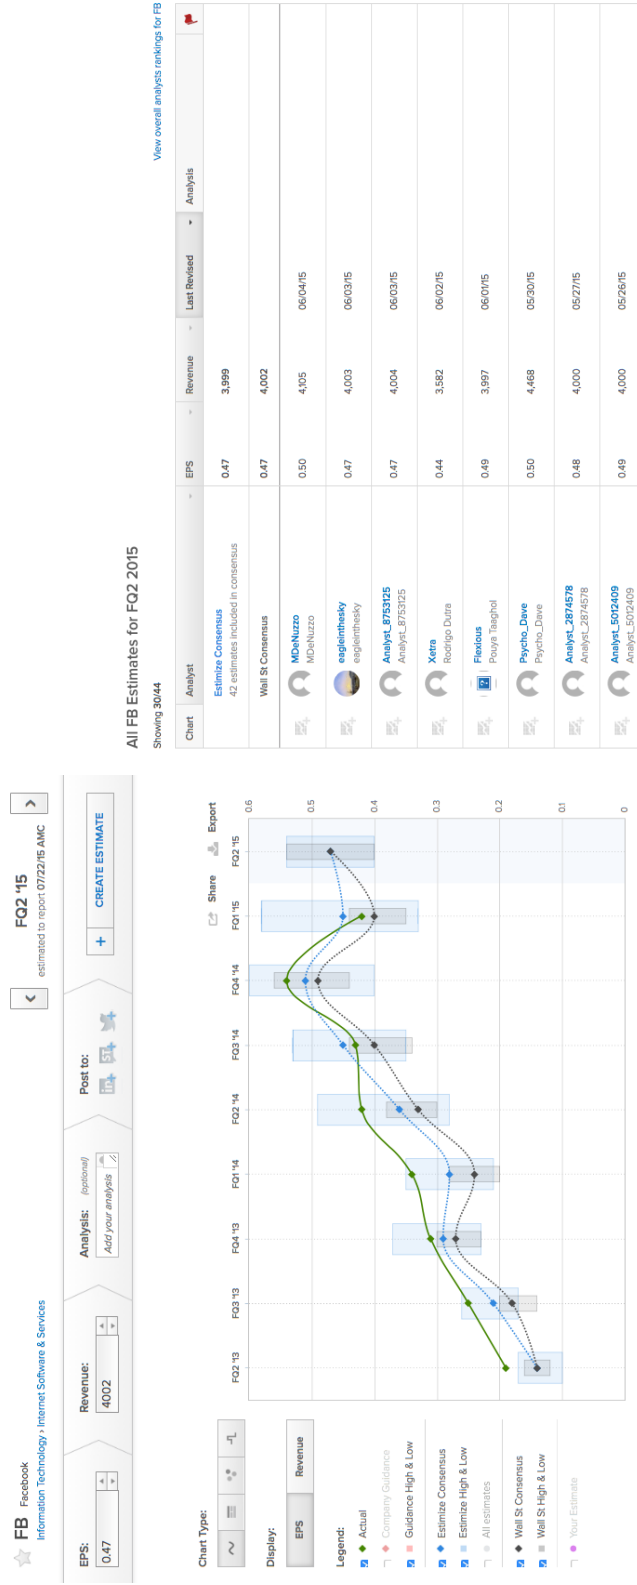 FB Facebook
Information Technology > Internet Software & Services
FQ2 '15
estimated to report 07/22/15 AMC
EPS:
0.47
Revenue:
4002
Analysis: (optional)
Add your analysis
Post to:
+ CREATE ESTIMATE
Chart Type:
Display:
EPS Revenue
Legend:
Actual
Company Guidance
Guidance High & Low
Estimize Consensus
Estimize High & Low
All estimates
Wall St Consensus
Wall St High & Low
Your Estimate
Share Export
FQ2 '13 FQ3 '13 FQ4 '13 FQ1 '14 FQ2 '14 FQ3 '14 FQ4 '14 FQ1 '15 FQ2 '15
0.6
0.5
0.4
0.3
0.2
0.1
0
All FB Estimates for FQ2 2015
Showing 30/44
View overall analysts rankings for FB
Chart Analyst EPS Revenue Last Revised Analysis
Estimize Consensus 0.47 3,999
42 estimates included in consensus
Wall St Consensus 0.47 4,002
MDeNuzzo 0.50 4,105 06/04/15
MDeNuzzo
eagleinthesky 0.47 4,003 06/03/15
eagleinthesky
Analyst_8753125 0.47 4,004 06/03/15
Analyst_8753125
Xetra 0.44 3,582 06/02/15
Rodrigo Dutra
Flexious 0.49 3,997 06/01/15
Pouya Taaghol
Psycho_Dave 0.50 4,468 05/30/15
Psycho_Dave
Analyst_2874578 0.48 4,000 05/27/15
Analyst_2874578
Analyst_5012409 0.49 4,000 05/26/15
Analyst_5012409